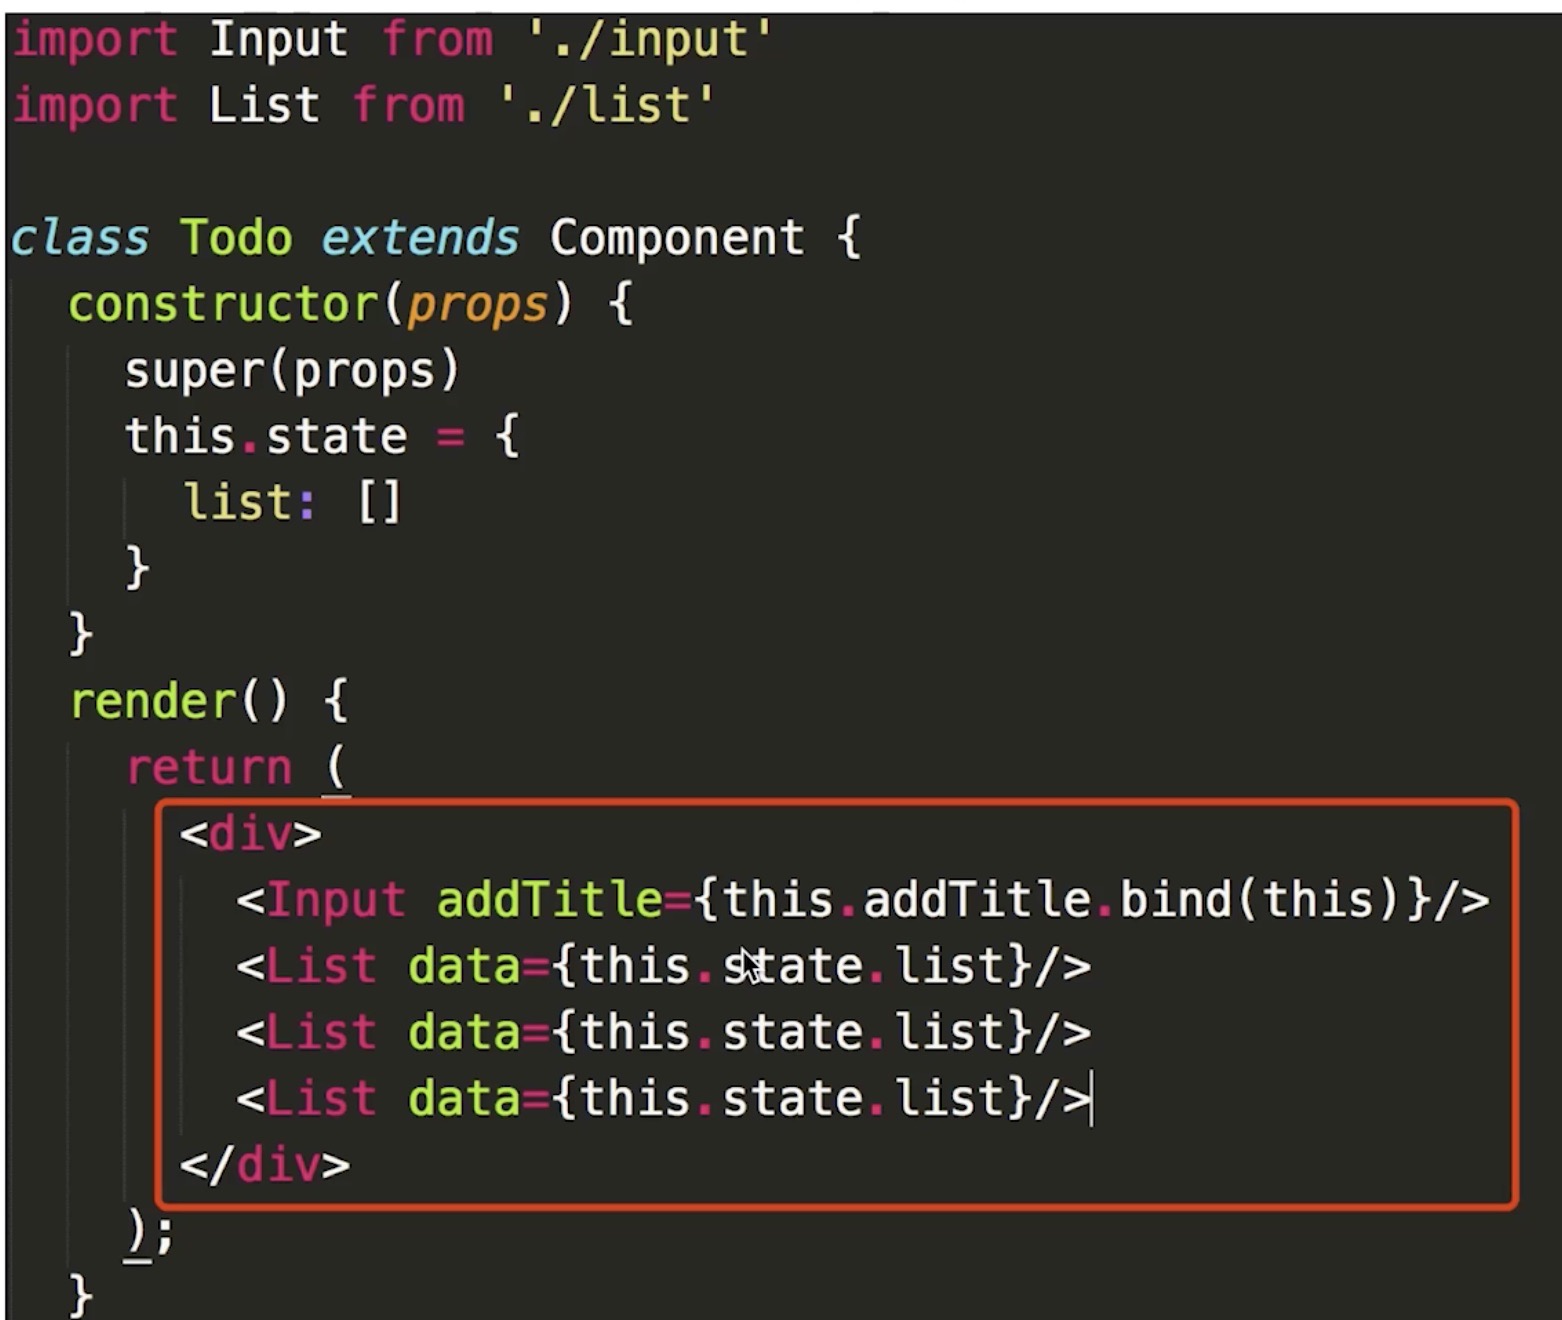 import Input from './input'
import List from './list'
class Todo extends Component {
constructor(props) {
super(props)
this.state = {
list: []
}
}
render() {
return (
<div>
<Input addTitle={this.addTitle.bind(this)}/>
<List data={this.state.list}/>
<List data={this.state.list}/>
<List data={this.state.list}/>
</div>
);
}